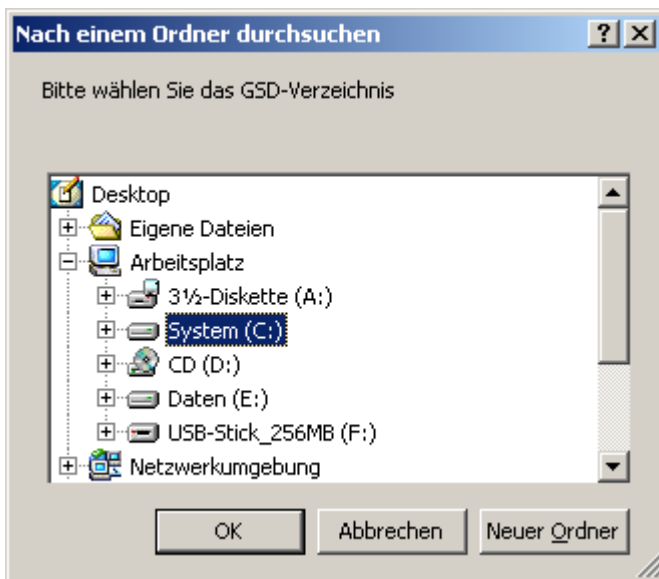 Nach einem Ordner durchsuchen
Bitte wählen Sie das GSD-Verzeichnis
Desktop
Eigene Dateien
Arbeitsplatz
3½-Diskette (A:)
System (C:)
CD (D:)
Daten (E:)
USB-Stick_256MB (F:)
Netzwerkumgebung
OK Abbrechen Neuer Ordner